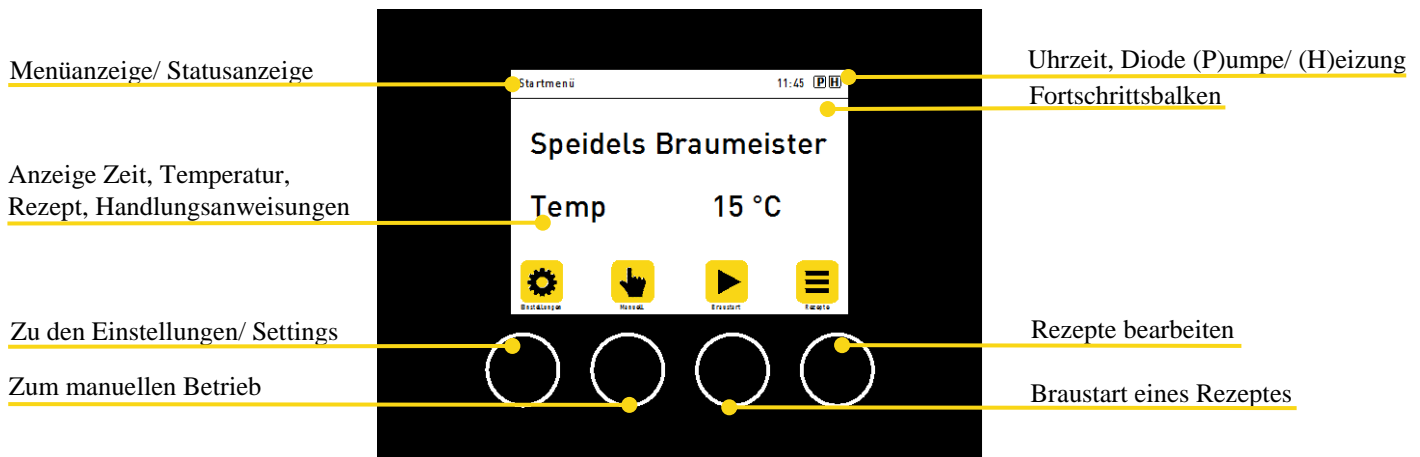 Menüanzeige/ Statusanzeige
Anzeige Zeit, Temperatur,
Rezept, Handlungsanweisungen
Zu den Einstellungen/ Settings
Zum manuellen Betrieb
Startmenü 11:45 P H
Speidels Braumeister
Temp 15 °C
Einstellungen Manuell Braustart Rezepte
Uhrzeit, Diode (P)umpe/ (H)eizung
Fortschrittsbalken
Rezepte bearbeiten
Braustart eines Rezeptes